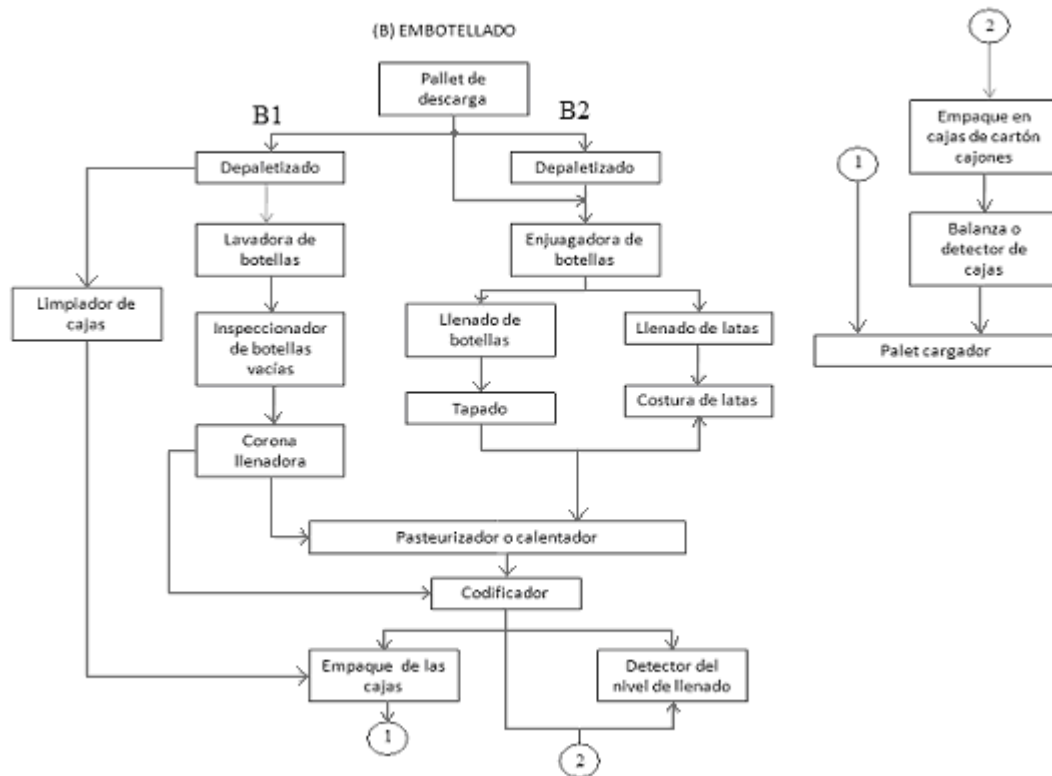 (B) EMBOTELLADO
Pallet de
descarga
B1
B2
Depaletizado
Depaletizado
Lavadora de
botellas
Enjuagadora de
botellas
Limpiador de
cajas
Inspeccionador
de botellas
vacías
Llenado de
botellas
Llenado de latas
Tapado
Costura de latas
Corona
llenadora
Pasteurizador o calentador
Codificador
Empaque de las
cajas
Detector del
nivel de llenado
1
2
2
Empaque en
cajas de cartón
cajones
1
Balanza o
detector de
cajas
Palet cargador